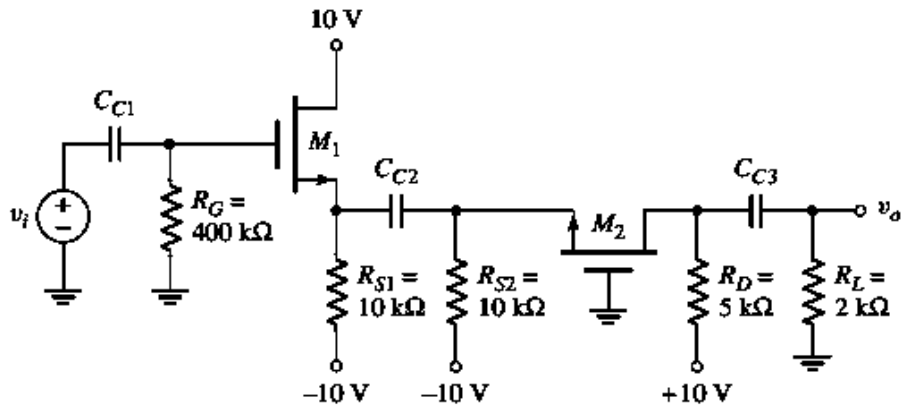 10 V
C_C1
M_1
C_C2
C_C3
v_i
+
−
R_G =
400 kΩ
R_S1 =
10 kΩ
R_S2 =
10 kΩ
M_2
R_D =
5 kΩ
R_L =
2 kΩ
v_o
−10 V
−10 V
+10 V